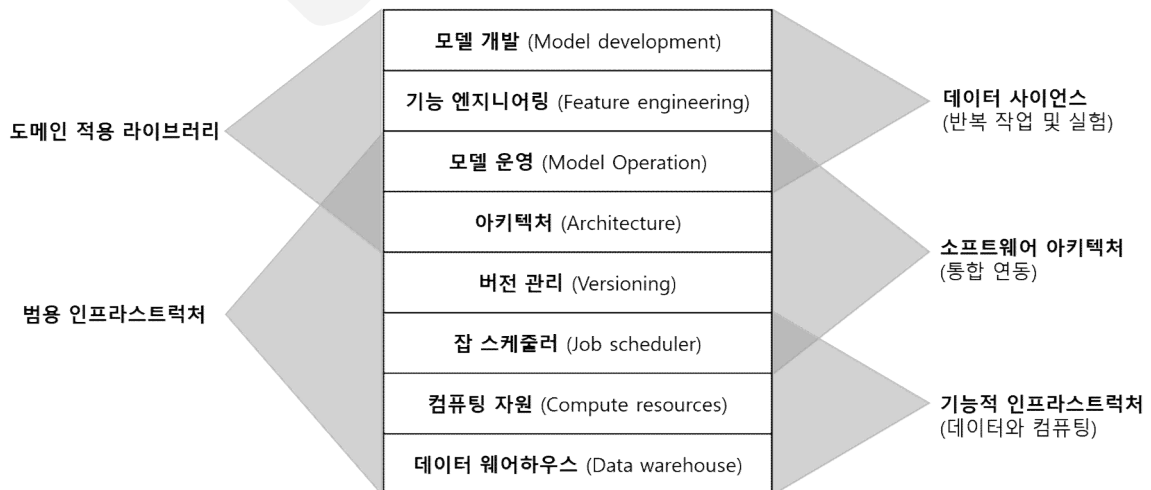 모델 개발 (Model development)
기능 엔지니어링 (Feature engineering)
모델 운영 (Model Operation)
아키텍처 (Architecture)
버전 관리 (Versioning)
잡 스케줄러 (Job scheduler)
컴퓨팅 자원 (Compute resources)
데이터 웨어하우스 (Data warehouse)
도메인 적용 라이브러리
범용 인프라스트럭처
데이터 사이언스
(반복 작업 및 실험)
소프트웨어 아키텍처
(통합 연동)
기능적 인프라스트럭처
(데이터와 컴퓨팅)